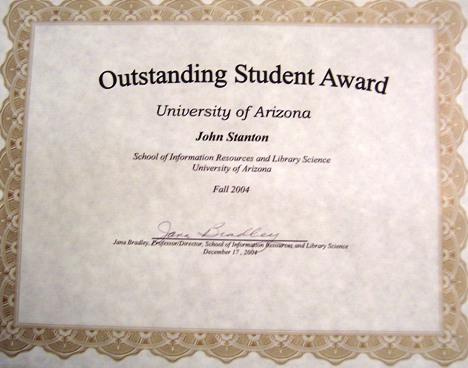 Outstanding Student Award
University of Arizona
John Stanton
School of Information Resources and Library Science
University of Arizona
Fall 2004
Jana Bradley
Jana Bradley, Professor/Director, School of Information Resources and Library Science
December 17 , 2004